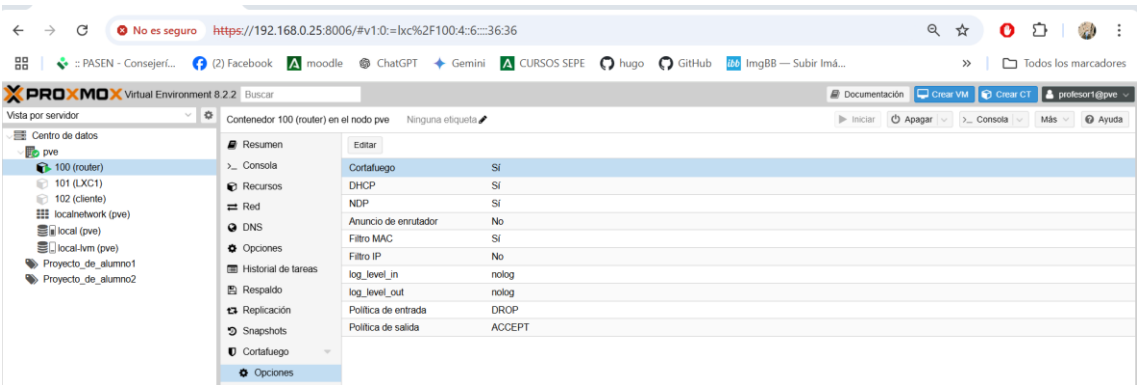 No es seguro https://192.168.0.25:8006/#v1:0:=lxc%2F100:4::6::::36:36
:: PASEN - Consejerí... (2) Facebook moodle ChatGPT Gemini CURSOS SEPE hugo GitHub ibb ImgBB — Subir Imá... » Todos los marcadores
PROXMOX Virtual Environment 8.2.2 Buscar Documentación Crear VM Crear CT profesor1@pve
Vista por servidor Contenedor 100 (router) en el nodo pve Ninguna etiqueta Iniciar Apagar >_ Consola Más Ayuda
Centro de datos
pve
100 (router)
101 (LXC1)
102 (cliente)
localnetwork (pve)
local (pve)
local-lvm (pve)
Proyecto_de_alumno1
Proyecto_de_alumno2
Resumen
>_ Consola
Recursos
Red
DNS
Opciones
Historial de tareas
Respaldo
Replicación
Snapshots
Cortafuego
Opciones
Editar
Cortafuego Sí
DHCP Sí
NDP Sí
Anuncio de enrutador No
Filtro MAC Sí
Filtro IP No
log_level_in nolog
log_level_out nolog
Política de entrada DROP
Política de salida ACCEPT